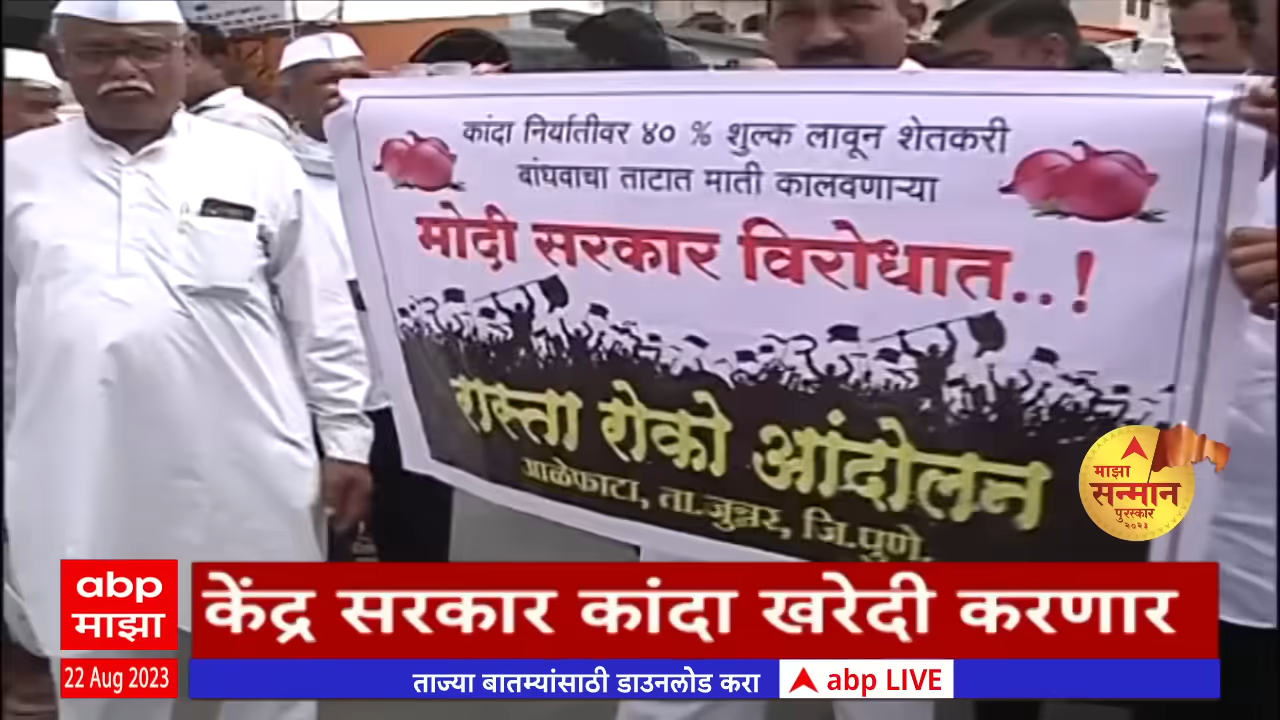 कांदा निर्यातीवर ४० % शुल्क लावून शेतकरी
बांधवाचा ताटात माती कालवणाऱ्या
मोदी सरकार विरोधात..!
रास्ता रोको आंदोलन
आळेफाटा, ता.जुन्नर, जि.पुणे.
माझा
सन्मान
पुरस्कार
२०२३
abp
माझा
केंद्र सरकार कांदा खरेदी करणार
22 Aug 2023
ताज्या बातम्यांसाठी डाउनलोड करा
abp LIVE